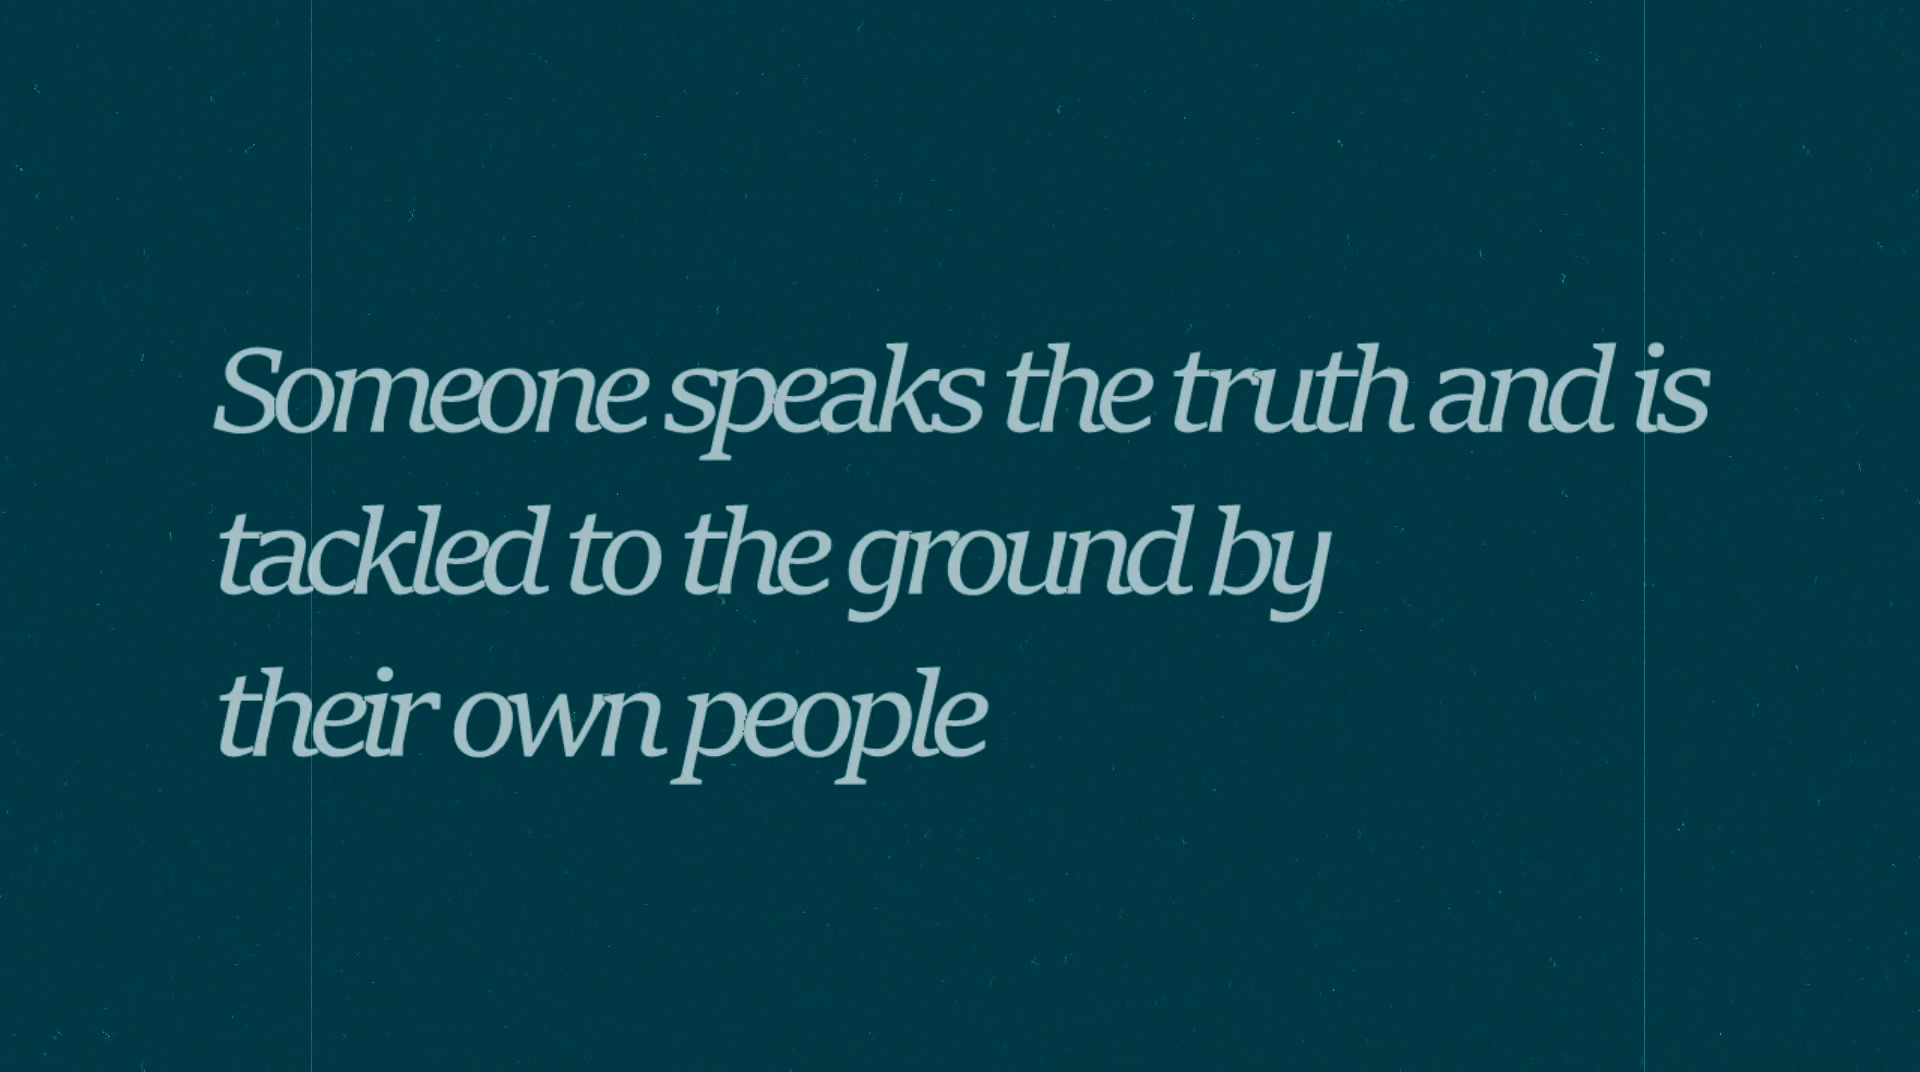 Someone speaks the truth and is
tackled to the ground by
their own people